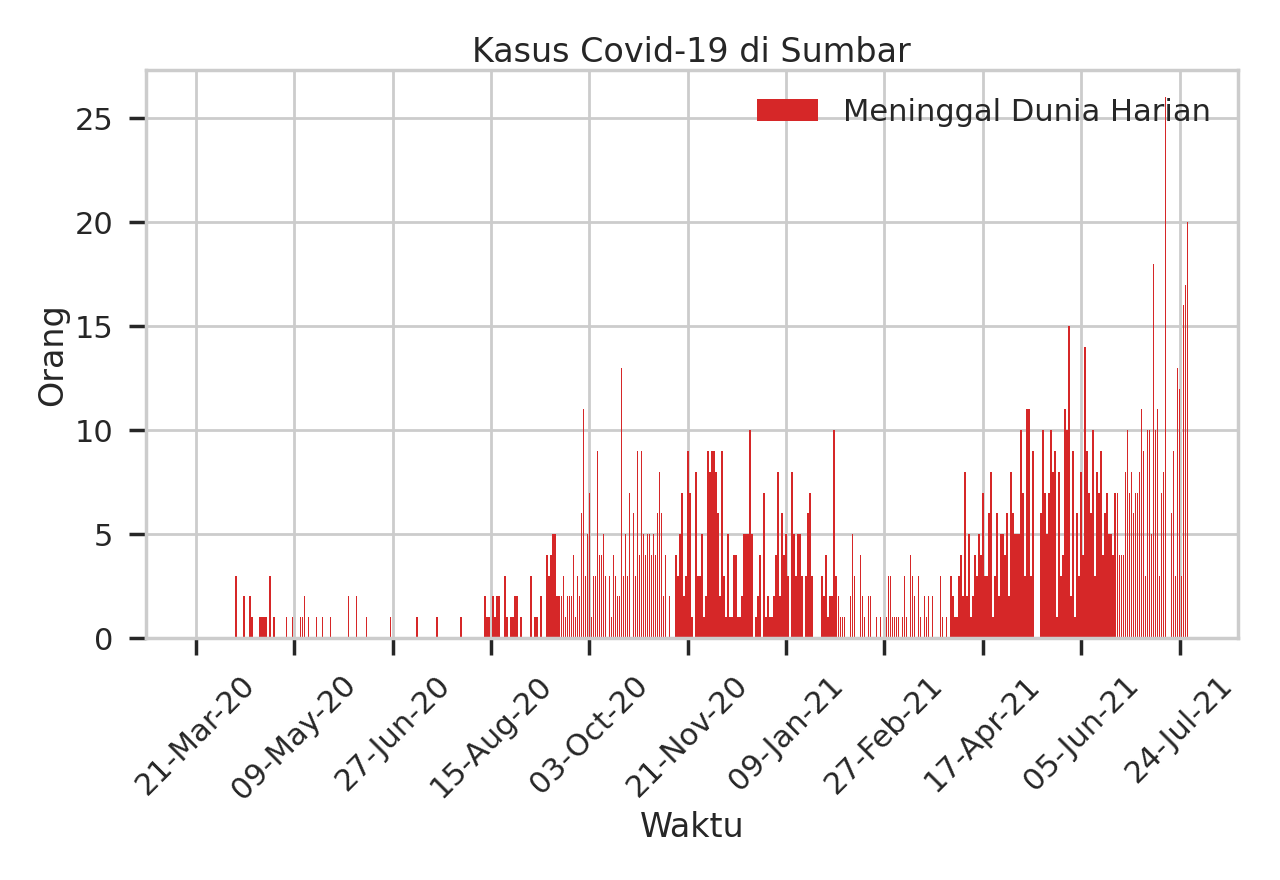 Kasus Covid-19 di Sumbar
Meninggal Dunia Harian
Orang
25
20
15
10
5
0
21-Mar-20
09-May-20
27-Jun-20
15-Aug-20
03-Oct-20
21-Nov-20
09-Jan-21
27-Feb-21
17-Apr-21
05-Jun-21
24-Jul-21
Waktu